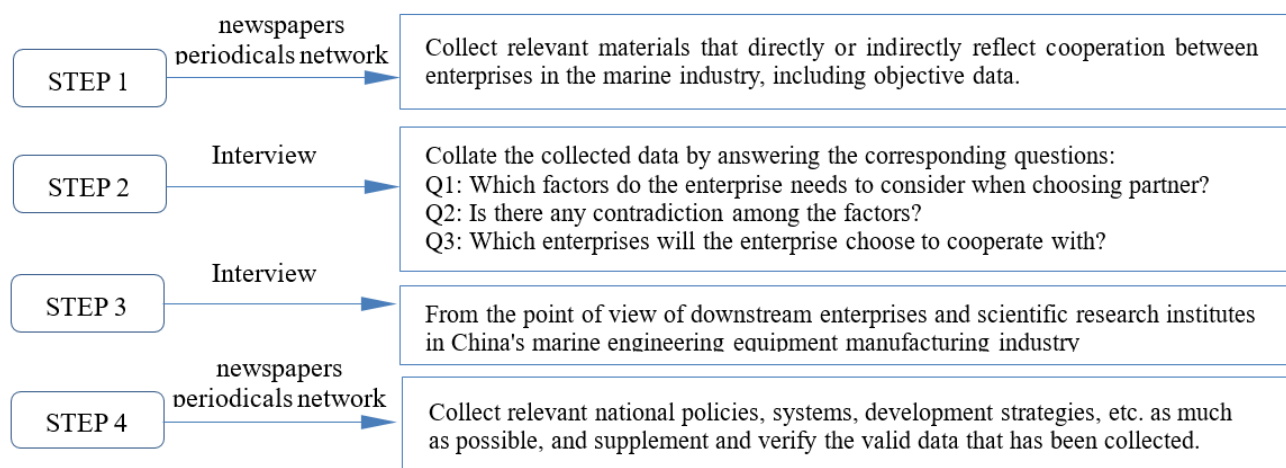 newspapers
periodicals network
STEP 1
Collect relevant materials that directly or indirectly reflect cooperation between
enterprises in the marine industry, including objective data.
Interview
STEP 2
Collate the collected data by answering the corresponding questions:
Q1: Which factors do the enterprise needs to consider when choosing partner?
Q2: Is there any contradiction among the factors?
Q3: Which enterprises will the enterprise choose to cooperate with?
Interview
STEP 3
From the point of view of downstream enterprises and scientific research institutes
in China's marine engineering equipment manufacturing industry
newspapers
periodicals network
STEP 4
Collect relevant national policies, systems, development strategies, etc. as much
as possible, and supplement and verify the valid data that has been collected.